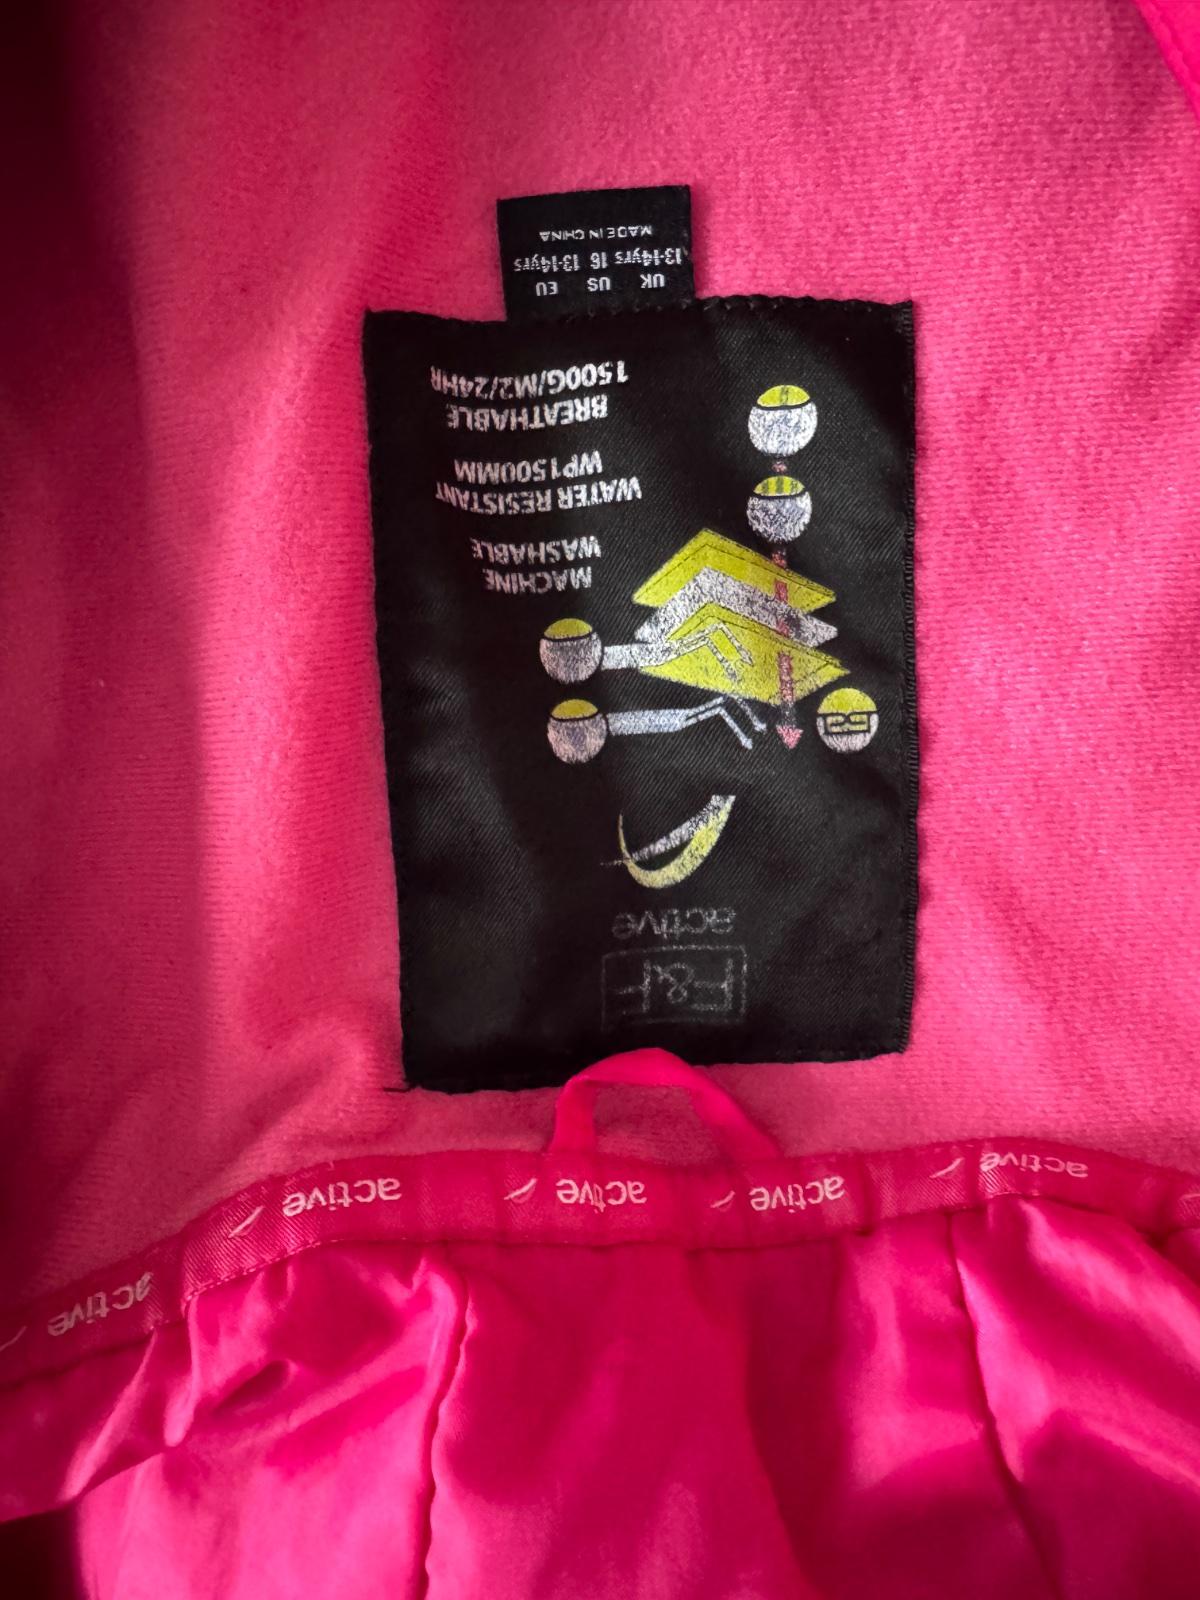 F&F
active
MACHINE
WASHABLE
WATER RESISTANT
WP1500MM
BREATHABLE
1500G/M2/24HR
UK US EU
13-14yrs 16 13-14yrs
MADE IN CHINA
active active active active active